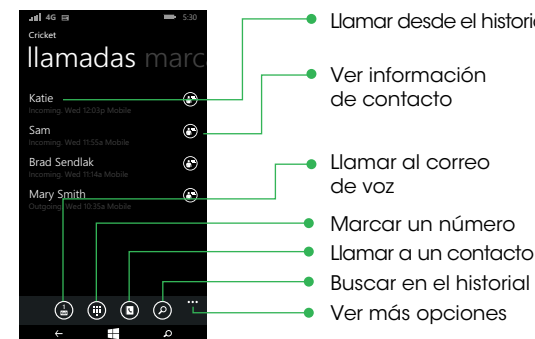 4G 5:30
Cricket
llamadas marc
Katie
Incoming. Wed 12:03p Mobile
Sam
Incoming. Wed 11:55a Mobile
Brad Sendlak
Incoming. Wed 11:14a Mobile
Mary Smith
Outgoing. Wed 10:35a Mobile
1
Llamar desde el histori
Ver información
de contacto
Llamar al correo
de voz
Marcar un número
Llamar a un contacto
Buscar en el historial
Ver más opciones